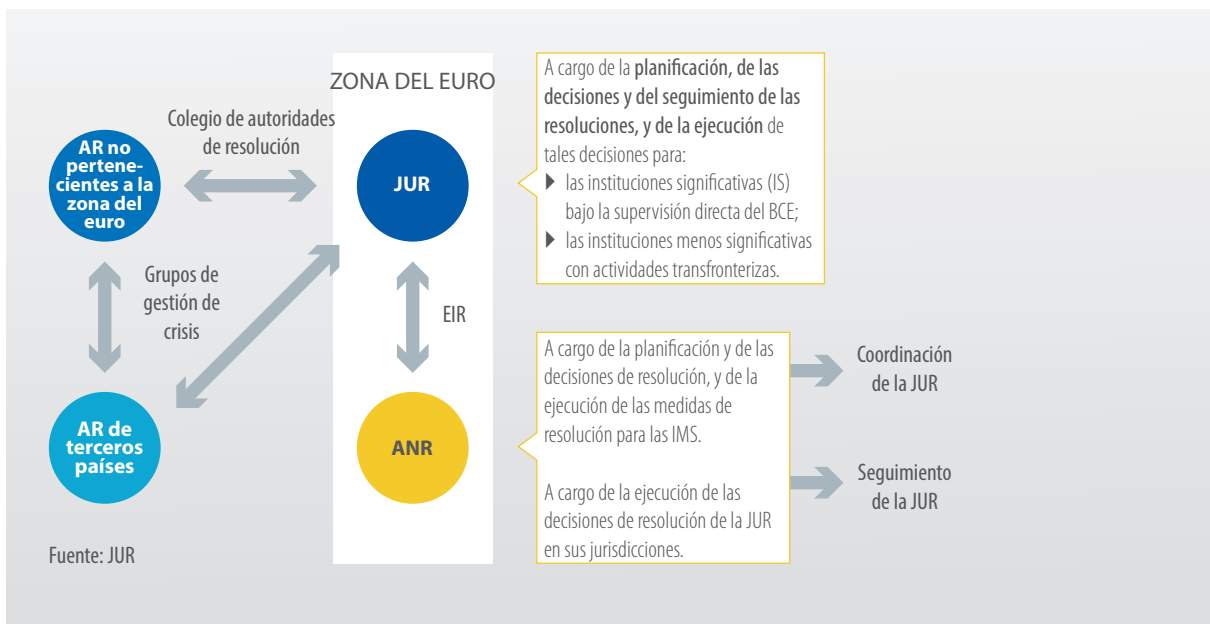 ZONA DEL EURO
Colegio de autoridades
de resolución
AR no
pertene-
cientes a la
zona del
euro
JUR
A cargo de la planificación, de las
decisiones y del seguimiento de las
resoluciones, y de la ejecución de
tales decisiones para:
las instituciones significativas (IS)
bajo la supervisión directa del BCE;
las instituciones menos significativas
con actividades transfronterizas.
Grupos de
gestión de
crisis
EIR
AR de
terceros
países
ANR
A cargo de la planificación y de las
decisiones de resolución, y de la
ejecución de las medidas de
resolución para las IMS.
A cargo de la ejecución de las
decisiones de resolución de la JUR
en sus jurisdicciones.
Coordinación
de la JUR
Seguimiento
de la JUR
Fuente: JUR